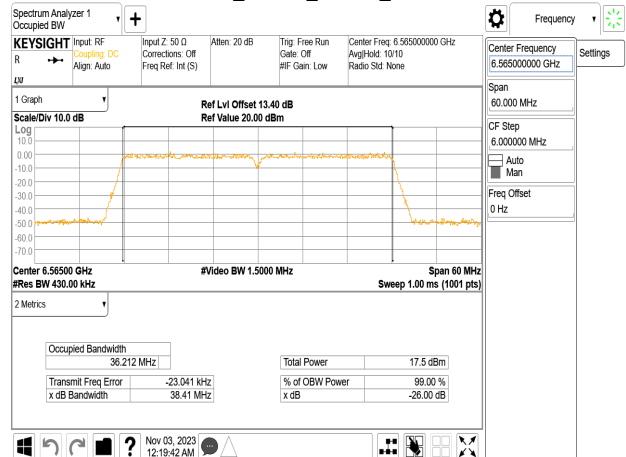 Spectrum Analyzer 1
Occupied BW
Frequency
KEYSIGHT
R
Input: RF
Coupling: DC
Align: Auto
Input Z: 50 Ω
Corrections: Off
Freq Ref: Int (S)
Atten: 20 dB
Trig: Free Run
Gate: Off
#IF Gain: Low
Center Freq: 6.565000000 GHz
Avg|Hold: 10/10
Radio Std: None
Center Frequency
6.565000000 GHz
Settings
Span
60.000 MHz
CF Step
6.000000 MHz
Auto
Man
Freq Offset
0 Hz
1 Graph
Ref Lvl Offset 13.40 dB
Scale/Div 10.0 dB
Ref Value 20.00 dBm
Log
10.0
0.00
-10.0
-20.0
-30.0
-40.0
-50.0
-60.0
-70.0
Center 6.56500 GHz
#Video BW 1.5000 MHz
Span 60 MHz
#Res BW 430.00 kHz
Sweep 1.00 ms (1001 pts)
2 Metrics
Occupied Bandwidth
36.212 MHz
Total Power 17.5 dBm
Transmit Freq Error -23.041 kHz
% of OBW Power 99.00 %
x dB Bandwidth 38.41 MHz
x dB -26.00 dB
?
Nov 03, 2023
12:19:42 AM